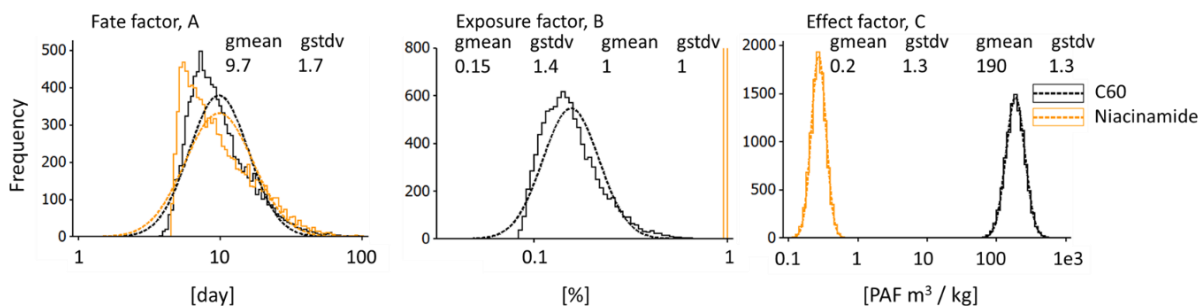 Fate factor, A
gmean gstdv
9.7 1.7
Frequency
500
400
300
200
100
0
1 10 100
[day]
Exposure factor, B
gmean gstdv gmean gstdv
0.15 1.4 1 1
800
600
400
200
0
0.1 1
[%]
Effect factor, C
gmean gstdv gmean gstdv
0.2 1.3 190 1.3
2000
1500
1000
500
0
0.1 1 10 100 1e3
[PAF m³ / kg]
C60
Niacinamide